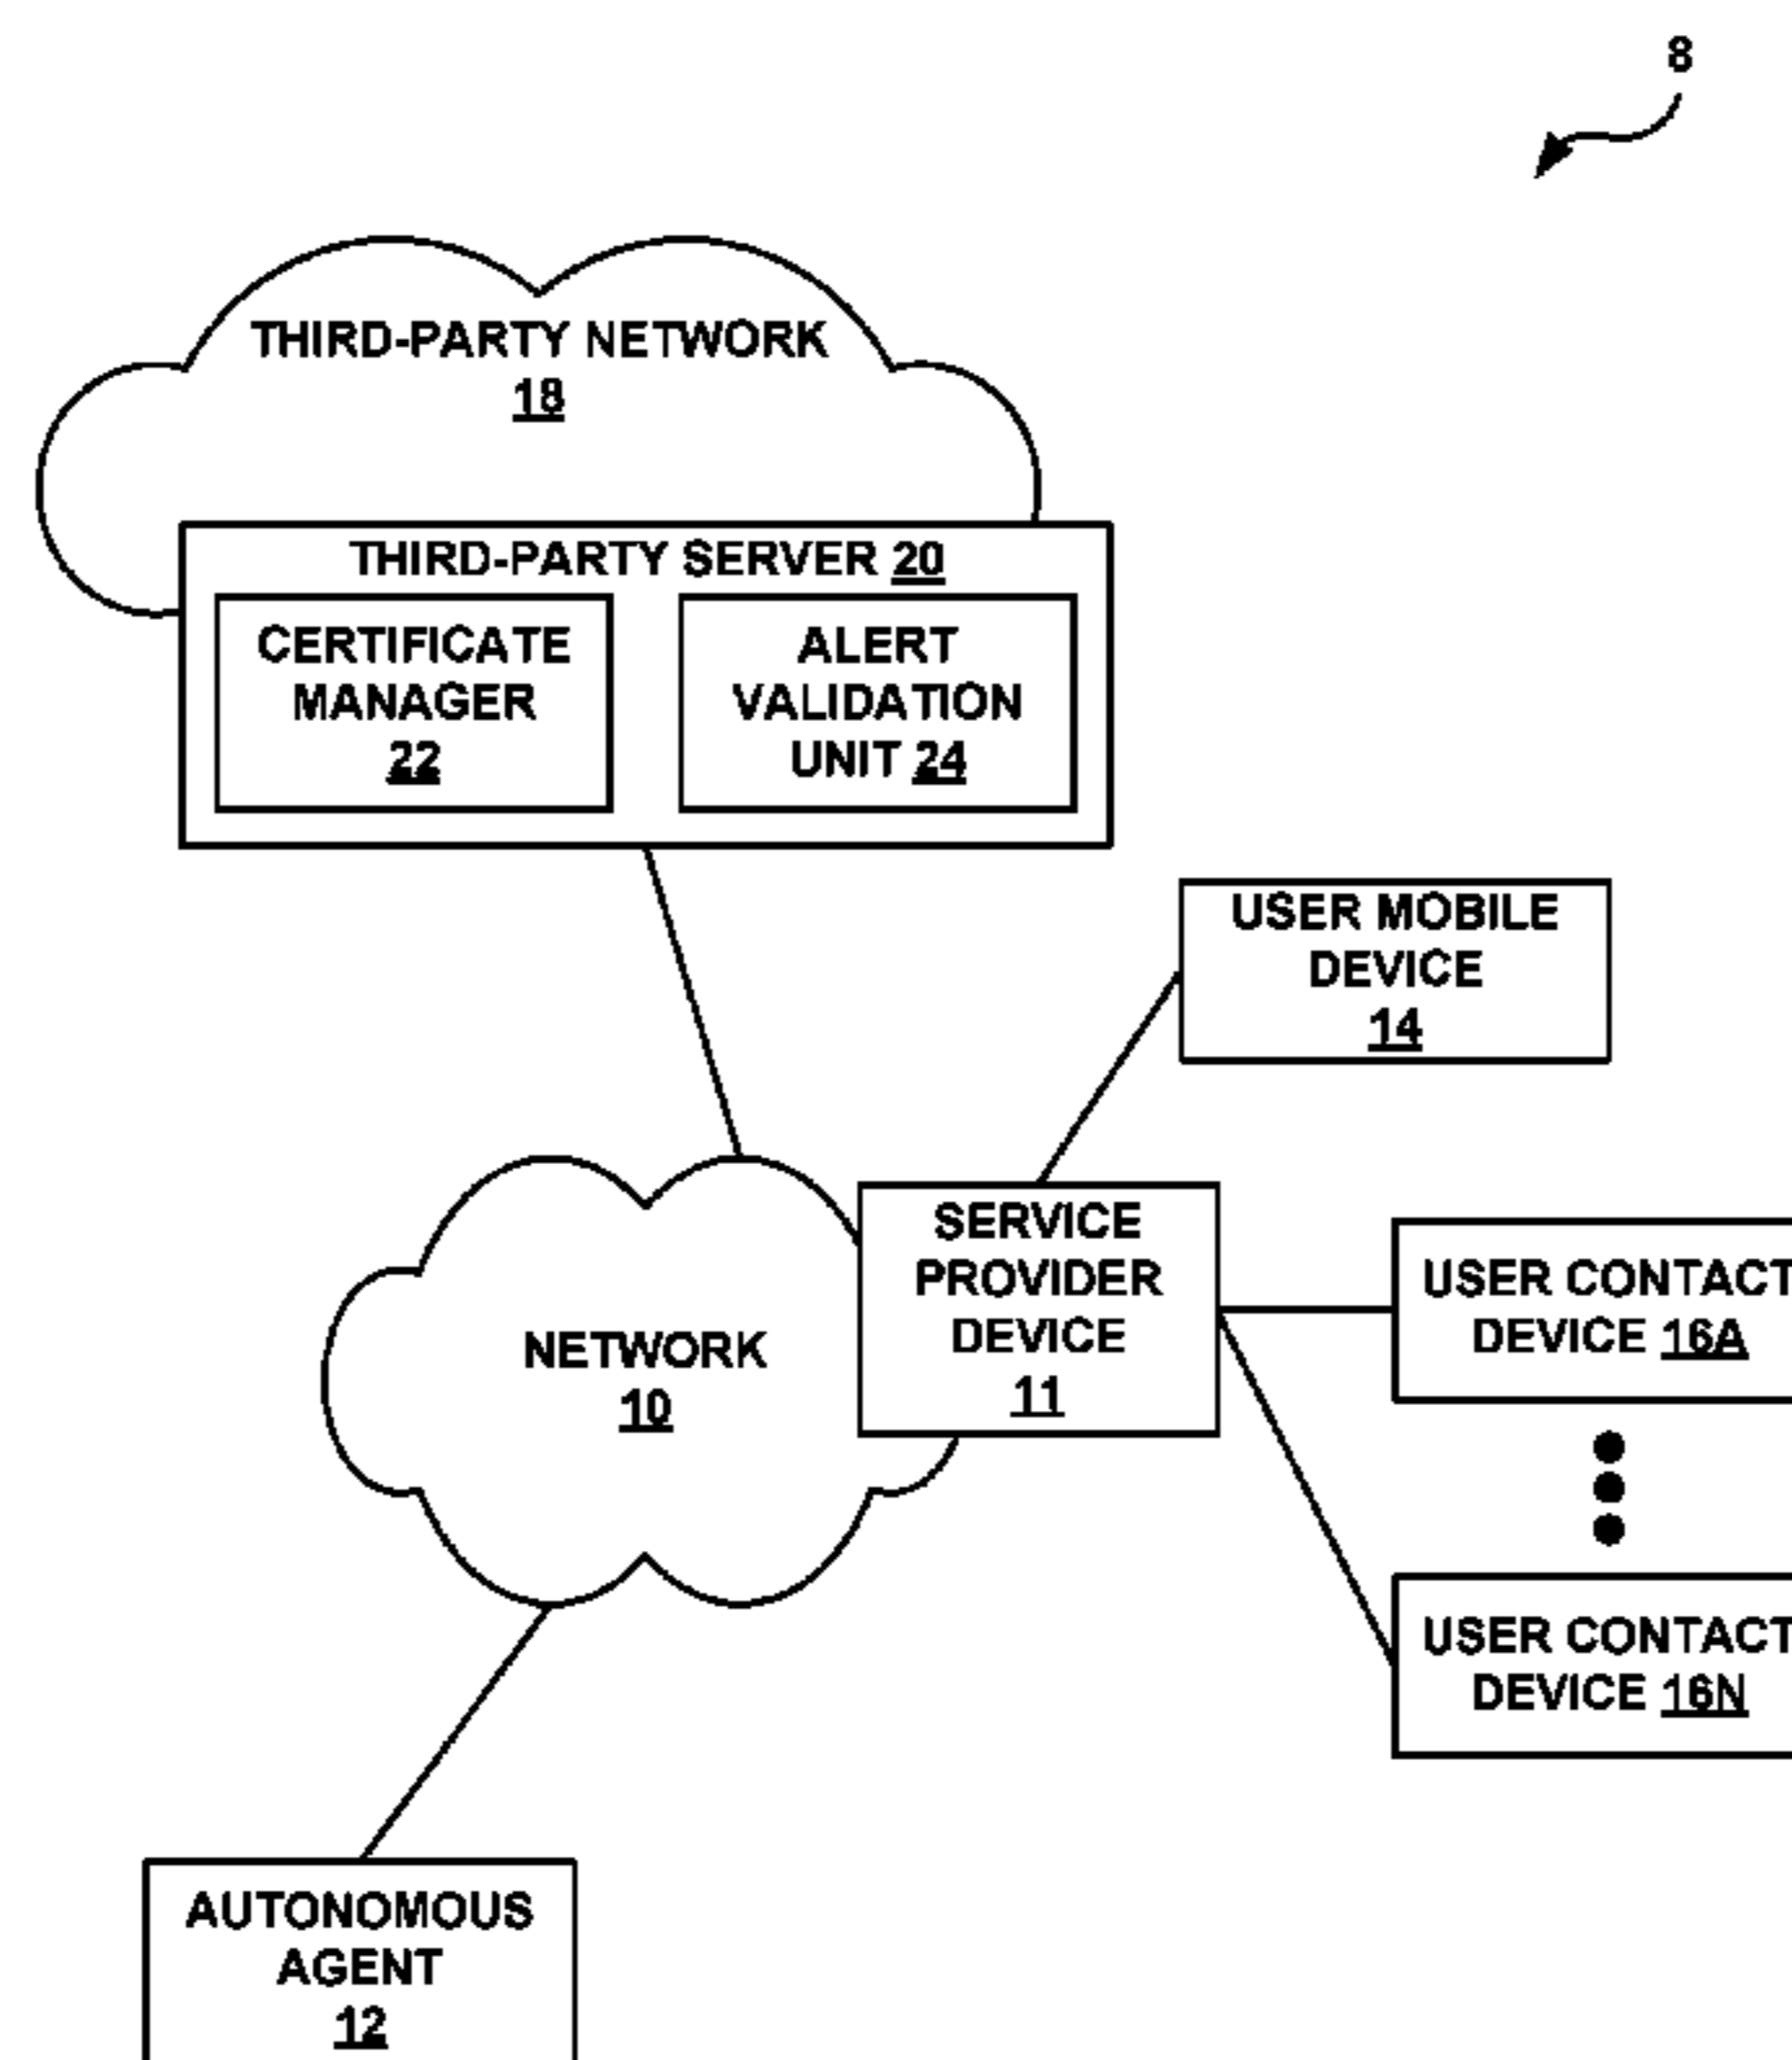 8
THIRD-PARTY NETWORK
18
THIRD-PARTY SERVER 20
CERTIFICATE
MANAGER
22
ALERT
VALIDATION
UNIT 24
USER MOBILE
DEVICE
14
SERVICE
PROVIDER
DEVICE
11
NETWORK
10
USER CONTACT
DEVICE 16A
USER CONTACT
DEVICE 16N
AUTONOMOUS
AGENT
12